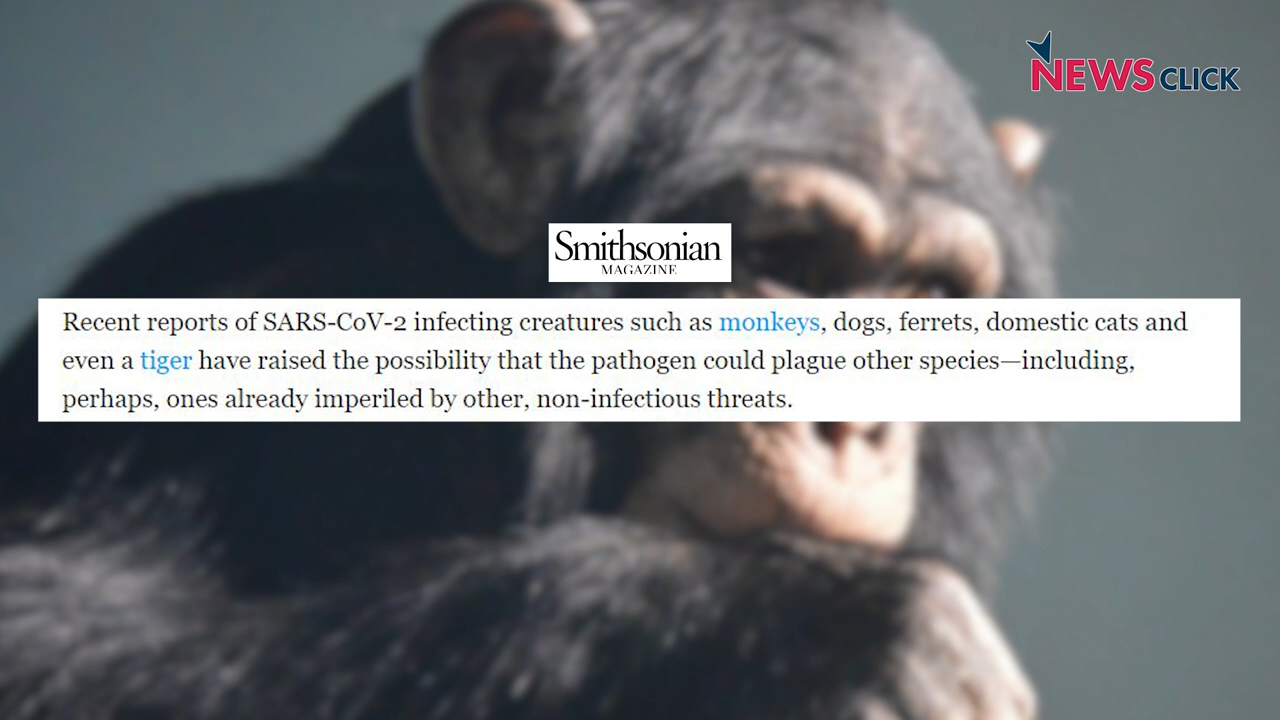 NEWS CLICK
Smithsonian
MAGAZINE
Recent reports of SARS-CoV-2 infecting creatures such as monkeys, dogs, ferrets, domestic cats and
even a tiger have raised the possibility that the pathogen could plague other species—including,
perhaps, ones already imperiled by other, non-infectious threats.